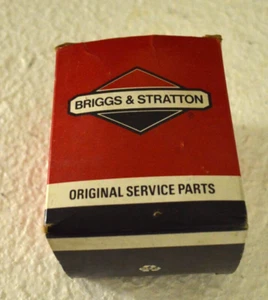 BRIGGS & STRATTON
ORIGINAL SERVICE PARTS